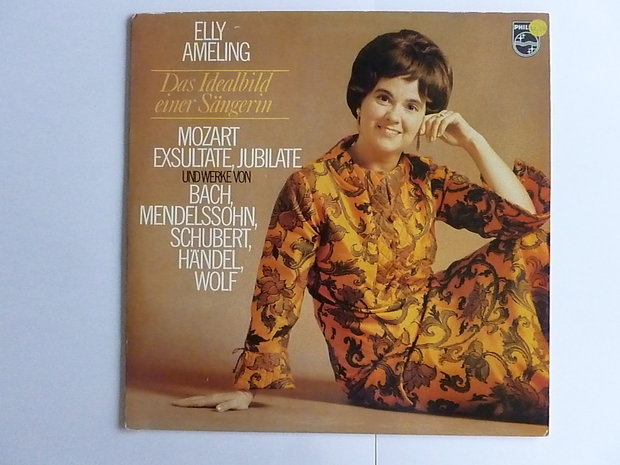 ELLY
AMELING
Das Idealbild
einer Sängerin
MOZART
EXSULTATE, JUBILATE
UND WERKE VON
BACH,
MENDELSSOHN,
SCHUBERT,
HÄNDEL,
WOLF
PHILIPS